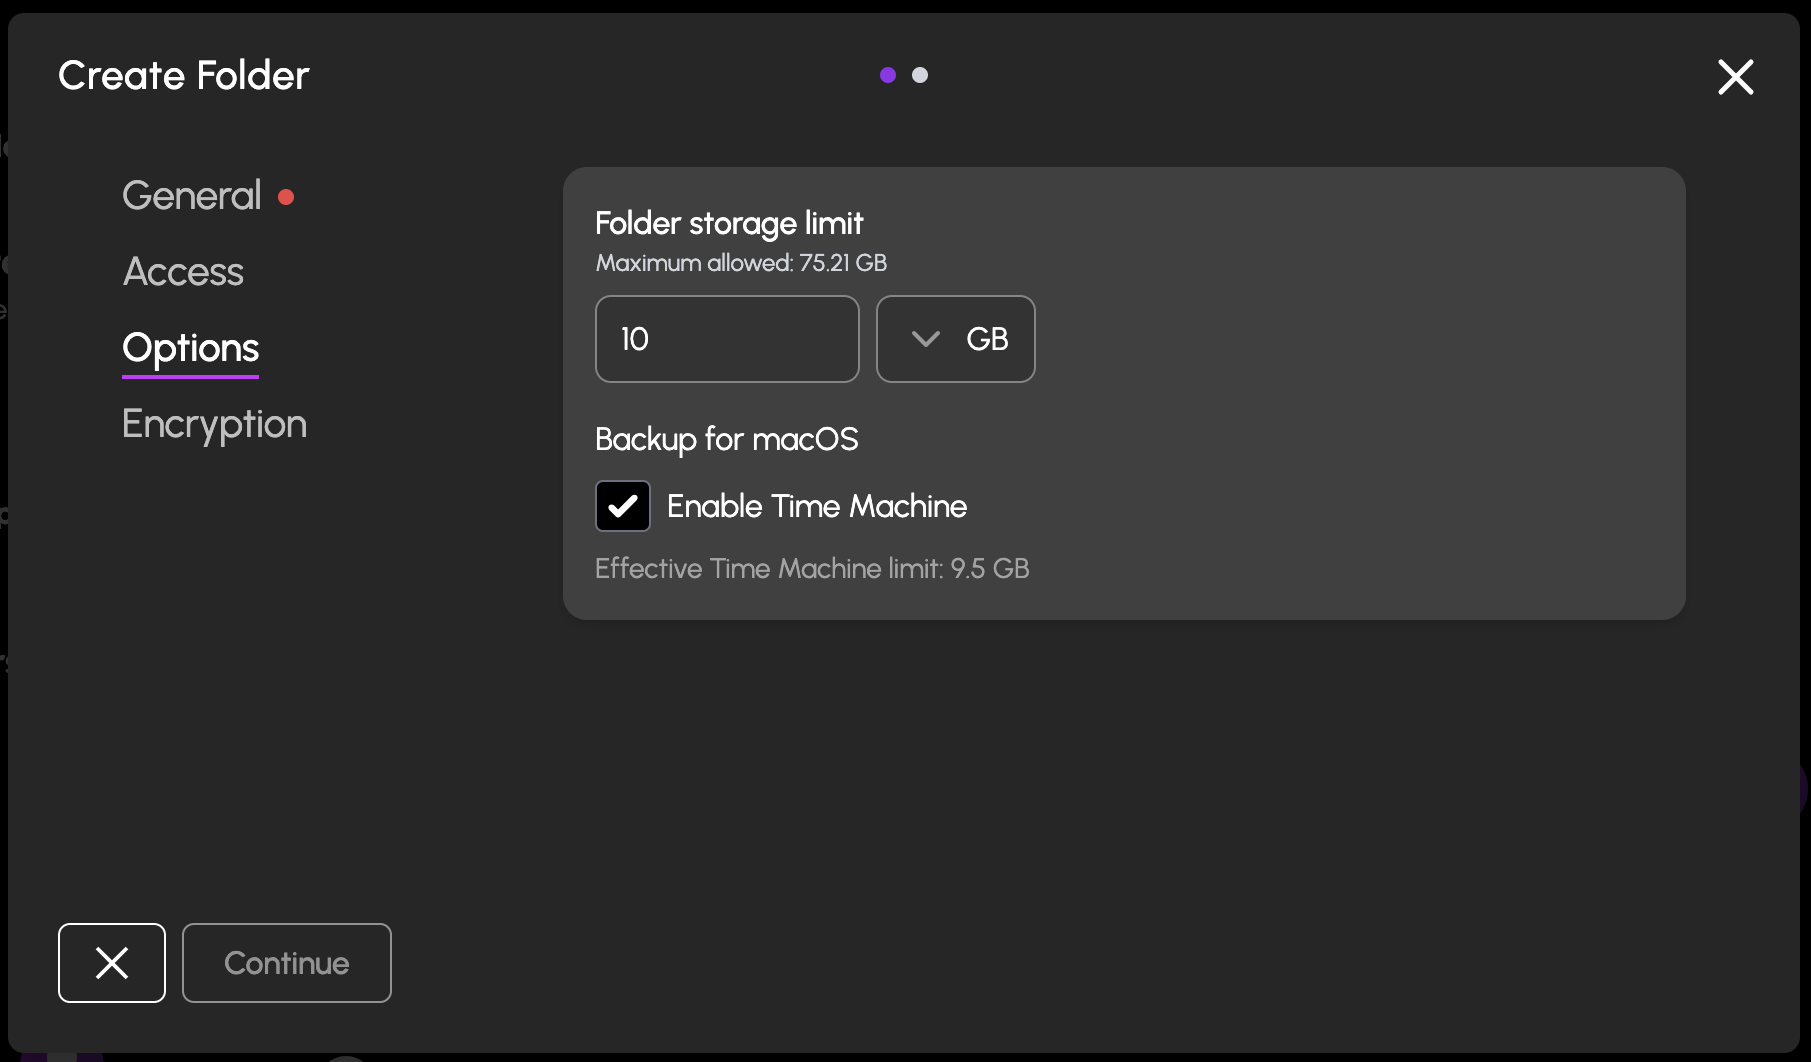 Create Folder
General
Access
Options
Encryption
Folder storage limit
Maximum allowed: 75.21 GB
10
GB
Backup for macOS
Enable Time Machine
Effective Time Machine limit: 9.5 GB
Continue